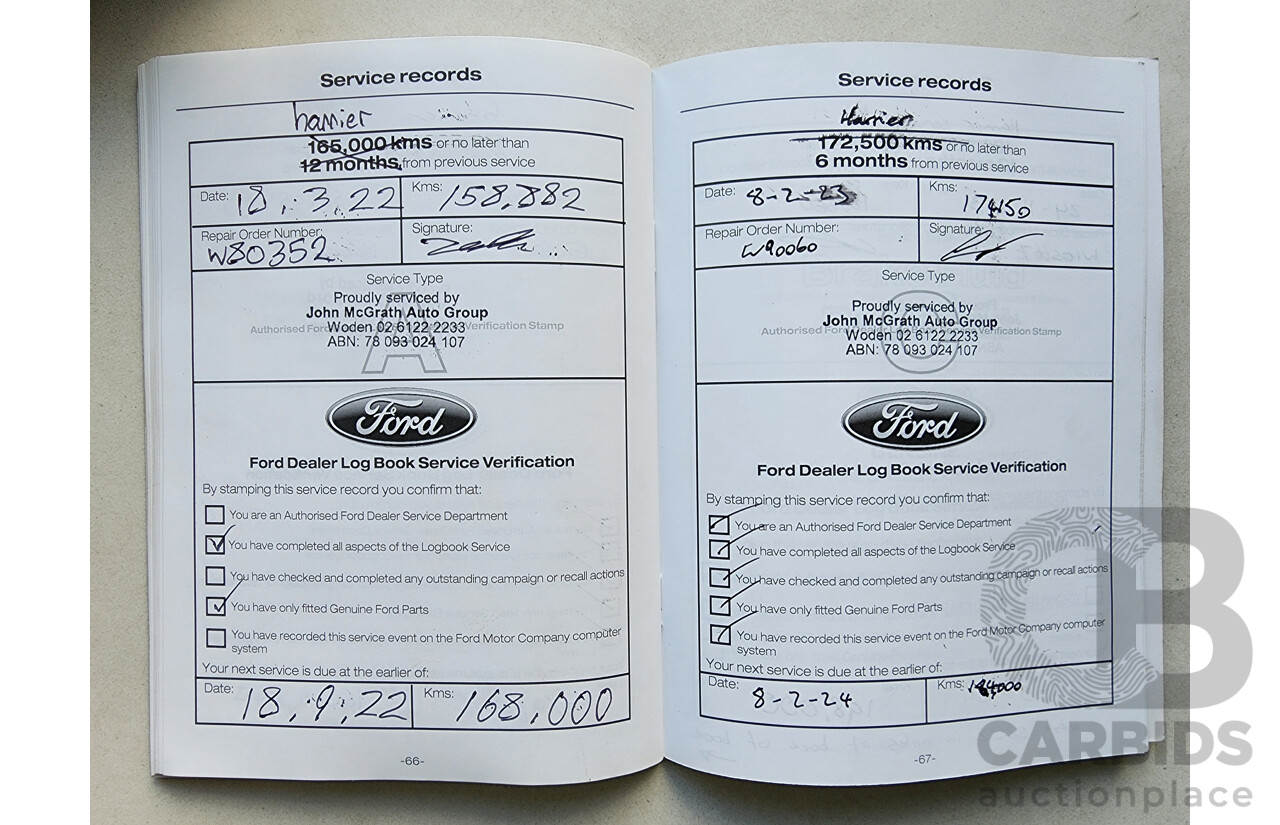 Service records
harrier
165,000 kms or no later than
12 months from previous service
Date: 18.3.22 Kms: 158,882
Repair Order Number: W80352 Signature:
Service Type
Proudly serviced by
John McGrath Auto Group
Authorised Ford Verification Stamp
Woden 02 6122 2233
ABN: 78 093 024 107
A
Ford
Ford Dealer Log Book Service Verification
By stamping this service record you confirm that:
You are an Authorised Ford Dealer Service Department
You have completed all aspects of the Logbook Service
You have checked and completed any outstanding campaign or recall actions
You have only fitted Genuine Ford Parts
You have recorded this service event on the Ford Motor Company computer
system
Your next service is due at the earlier of:
Date: 18.9.22 Kms: 168,000
-66-
Service records
Harrier
172,500 kms or no later than
6 months from previous service
Date: 8-2-23 Kms:
Repair Order Number: W90060 Signature:
Service Type
Proudly serviced by
John McGrath Auto Group
Authorised Ford Verification Stamp
Woden 02 6122 2233
ABN: 78 093 024 107
Ford
Ford Dealer Log Book Service Verification
By stamping this service record you confirm that:
You are an Authorised Ford Dealer Service Department
You have completed all aspects of the Logbook Service
You have checked and completed any outstanding campaign or recall actions
You have only fitted Genuine Ford Parts
You have recorded this service event on the Ford Motor Company computer
system
Your next service is due at the earlier of:
Date: 8-2-24 Kms:
-67-
CB
CARBIDS
auctionplace